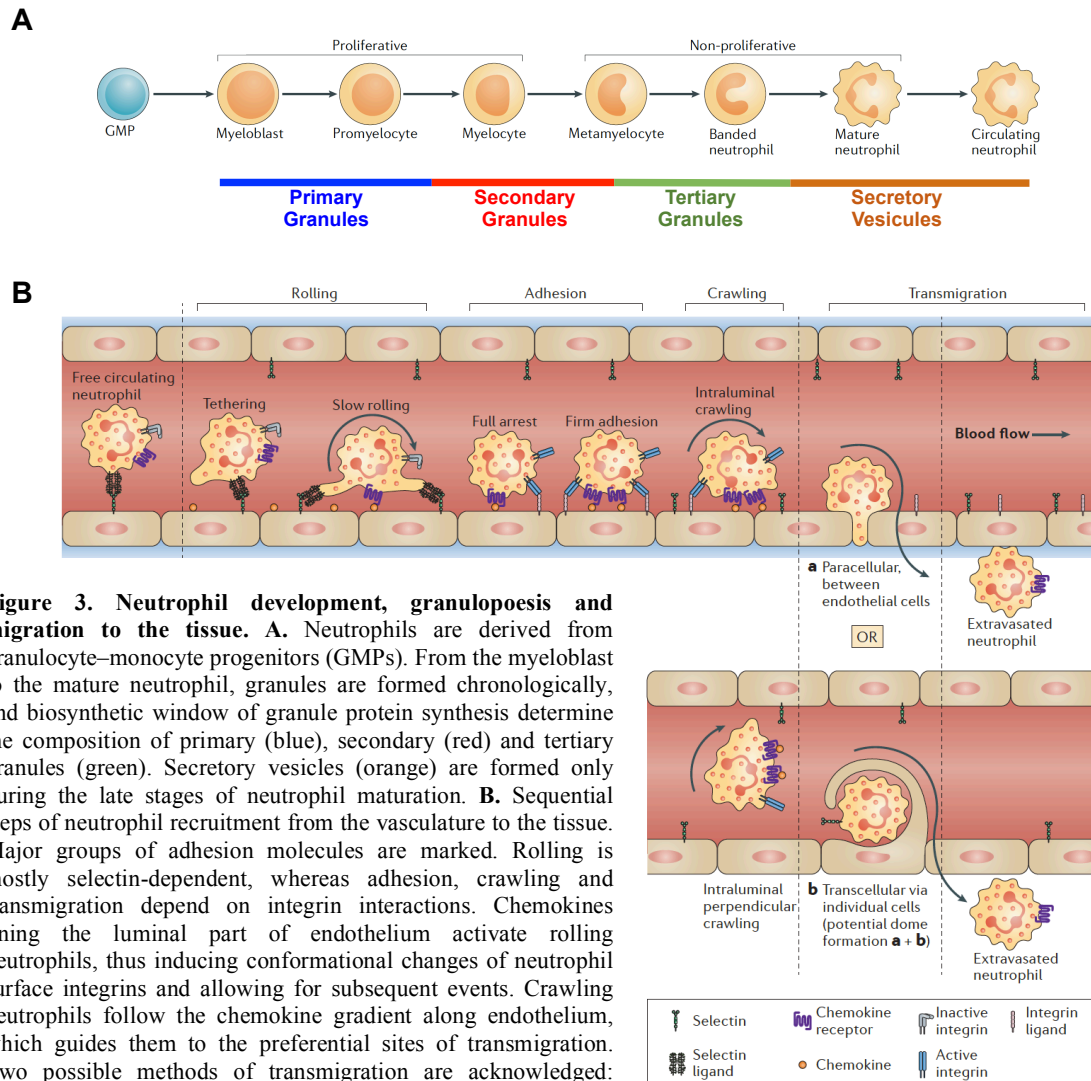 A
Proliferative
Non-proliferative
GMP
Myeloblast
Promyelocyte
Myelocyte
Metamyelocyte
Banded
neutrophil
Mature
neutrophil
Circulating
neutrophil
Primary
Granules
Secondary
Granules
Tertiary
Granules
Secretory
Vesicules
B
Rolling
Adhesion
Crawling
Transmigration
Free circulating
neutrophil
Tethering
Slow rolling
Full arrest
Firm adhesion
Intraluminal
crawling
Blood flow
a Paracellular,
between
endothelial cells
OR
Extravasated
neutrophil
igure 3. Neutrophil development, granulopoesis and
igration to the tissue. A. Neutrophils are derived from
ranulocyte–monocyte progenitors (GMPs). From the myeloblast
o the mature neutrophil, granules are formed chronologically,
nd biosynthetic window of granule protein synthesis determine
he composition of primary (blue), secondary (red) and tertiary
ranules (green). Secretory vesicles (orange) are formed only
uring the late stages of neutrophil maturation. B. Sequential
eps of neutrophil recruitment from the vasculature to the tissue.
Major groups of adhesion molecules are marked. Rolling is
ostly selectin-dependent, whereas adhesion, crawling and
ansmigration depend on integrin interactions. Chemokines
ning the luminal part of endothelium activate rolling
eutrophils, thus inducing conformational changes of neutrophil
urface integrins and allowing for subsequent events. Crawling
eutrophils follow the chemokine gradient along endothelium,
hich guides them to the preferential sites of transmigration.
wo possible methods of transmigration are acknowledged:
Intraluminal
perpendicular
crawling
b Transcellular via
individual cells
(potential dome
formation a + b)
Extravasated
neutrophil
Selectin
Chemokine
receptor
Inactive
integrin
Integrin
ligand
Selectin
ligand
Chemokine
Active
integrin